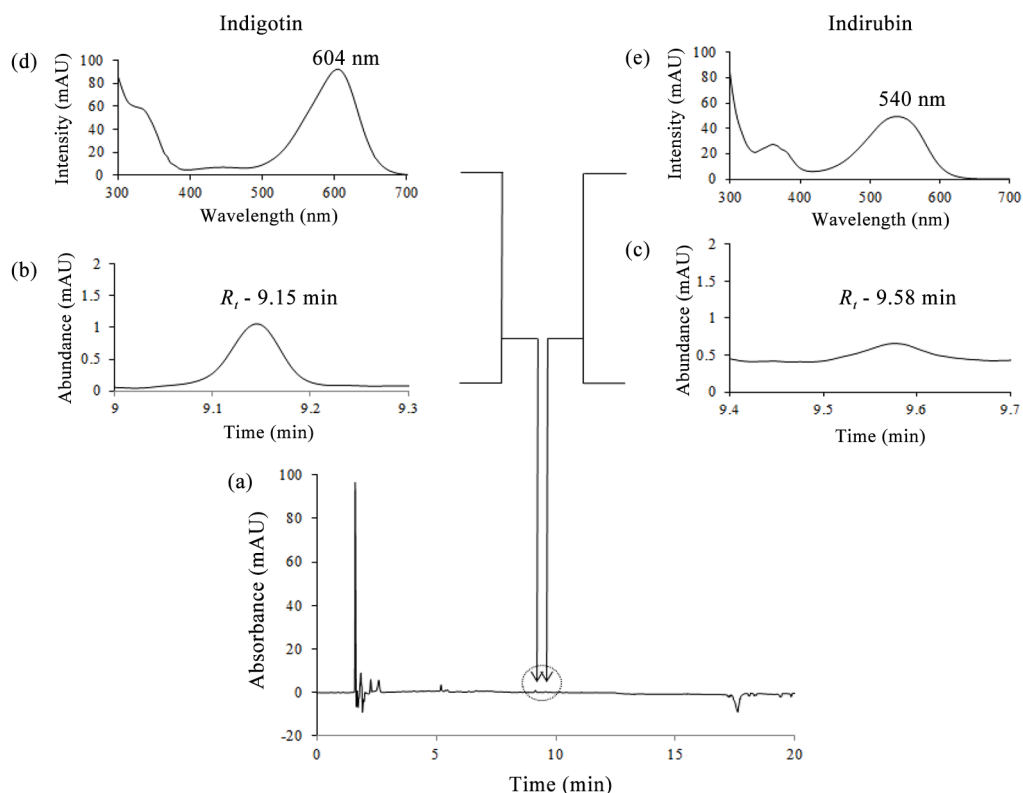 Indigotin
Indirubin
(d)
604 nm
Intensity (mAU)
100
80
60
40
20
0
300 400 500 600 700
Wavelength (nm)
(e)
540 nm
Intensity (mAU)
100
80
60
40
20
0
300 400 500 600 700
Wavelength (nm)
(b)
Rt - 9.15 min
Abundance (mAU)
2
1.5
1
0.5
0
9 9.1 9.2 9.3
Time (min)
(c)
Rt - 9.58 min
Abundance (mAU)
2
1.5
1
0.5
0
9.4 9.5 9.6 9.7
Time (min)
(a)
Absorbance (mAU)
100
80
60
40
20
0
-20
0 5 10 15 20
Time (min)